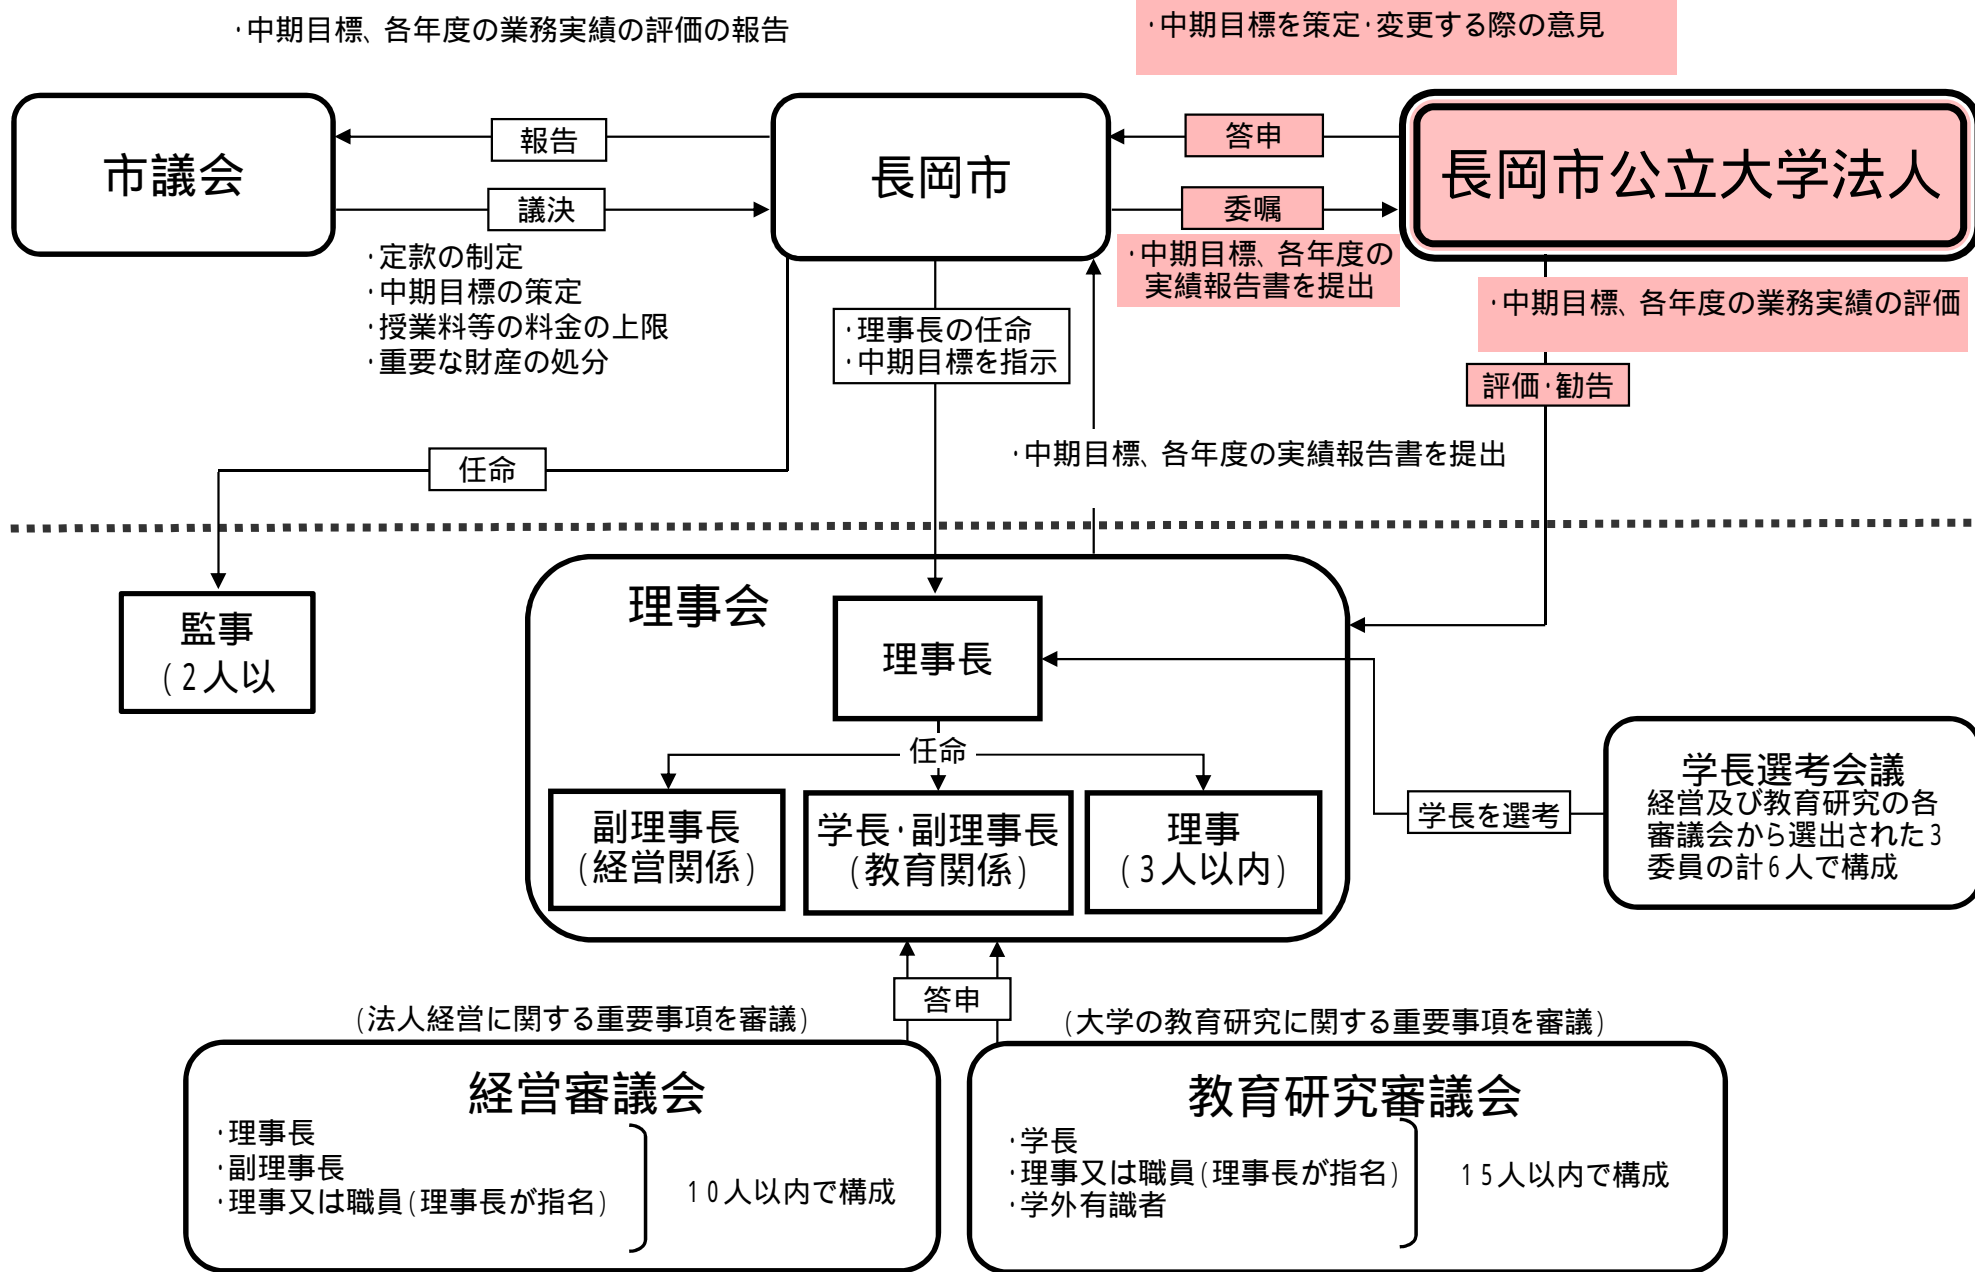 ・中期目標、各年度の業務実績の評価の報告
・中期目標を策定・変更する際の意見
市議会
報告
長岡市
答申
長岡市公立大学法人
議決
委嘱
・定款の制定
・中期目標の策定
・授業料等の料金の上限
・重要な財産の処分
・中期目標、各年度の
実績報告書を提出
・中期目標、各年度の業務実績の評価
・理事長の任命
・中期目標を指示
評価・勧告
任命
・中期目標、各年度の実績報告書を提出
監事
(2人以
理事会
理事長
任命
副理事長
(経営関係)
学長・副理事長
(教育関係)
理事
(3人以内)
学長を選考
学長選考会議
経営及び教育研究の各
審議会から選出された3
委員の計6人で構成
答申
(法人経営に関する重要事項を審議)
(大学の教育研究に関する重要事項を審議)
経営審議会
・理事長
・副理事長
・理事又は職員(理事長が指名)
10人以内で構成
教育研究審議会
・学長
・理事又は職員(理事長が指名)
・学外有識者
15人以内で構成